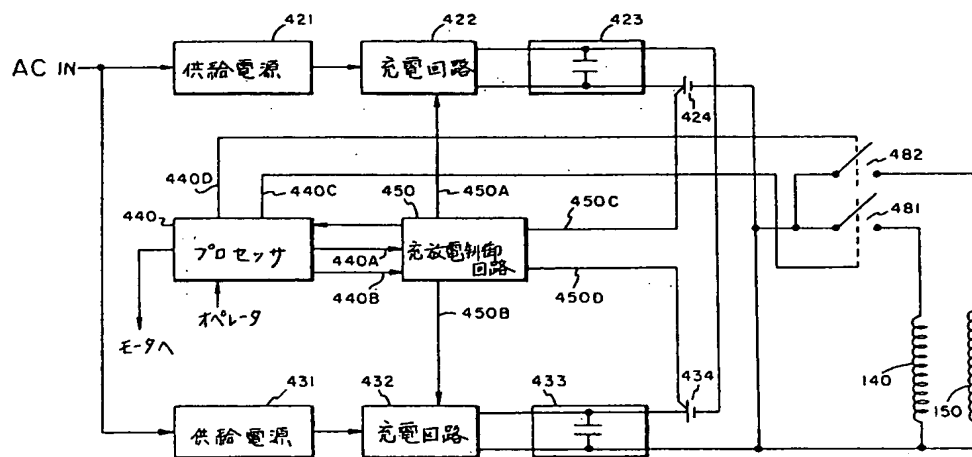 421
422
423
AC IN
供給電源
充電回路
424
440D
440C
450
450A
482
440
450C
481
プロセッサ
充放電制御
回路
440A
440B
450D
オペレータ
450B
モータへ
140
150
431
432
433
434
供給電源
充電回路